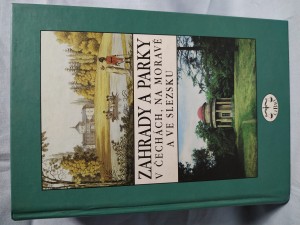 ZAHRADY A PARKY
V ČECHÁCH, NA MORAVĚ
A VE SLEZSKU